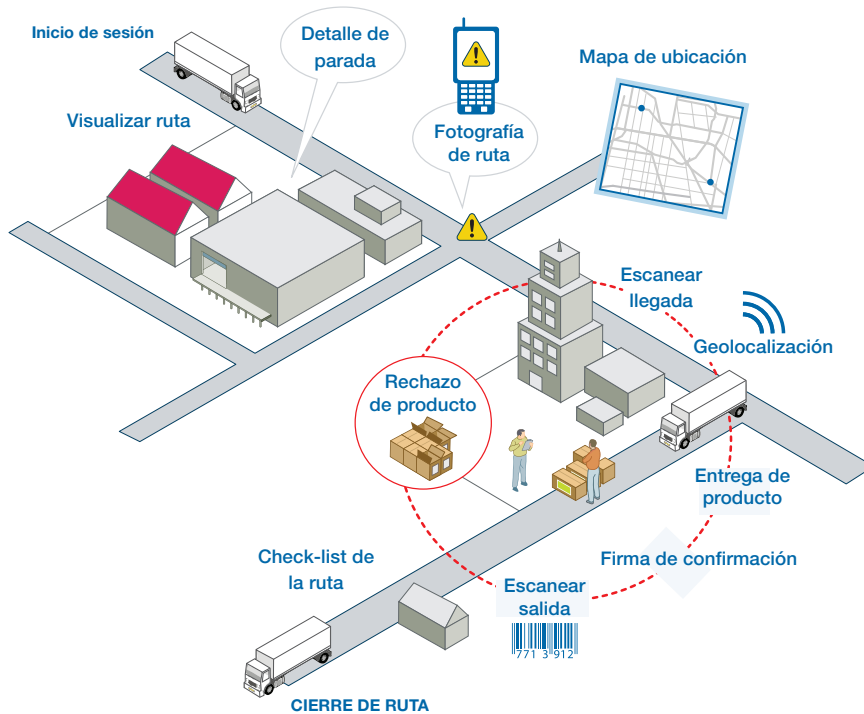 Inicio de sesión
Detalle de
parada
Mapa de ubicación
Visualizar ruta
Fotografía
de ruta
Escanear
llegada
Geolocalización
Rechazo
de producto
Entrega de
producto
Firma de confirmación
Check-list de
la ruta
Escanear
salida
771 3 912
CIERRE DE RUTA